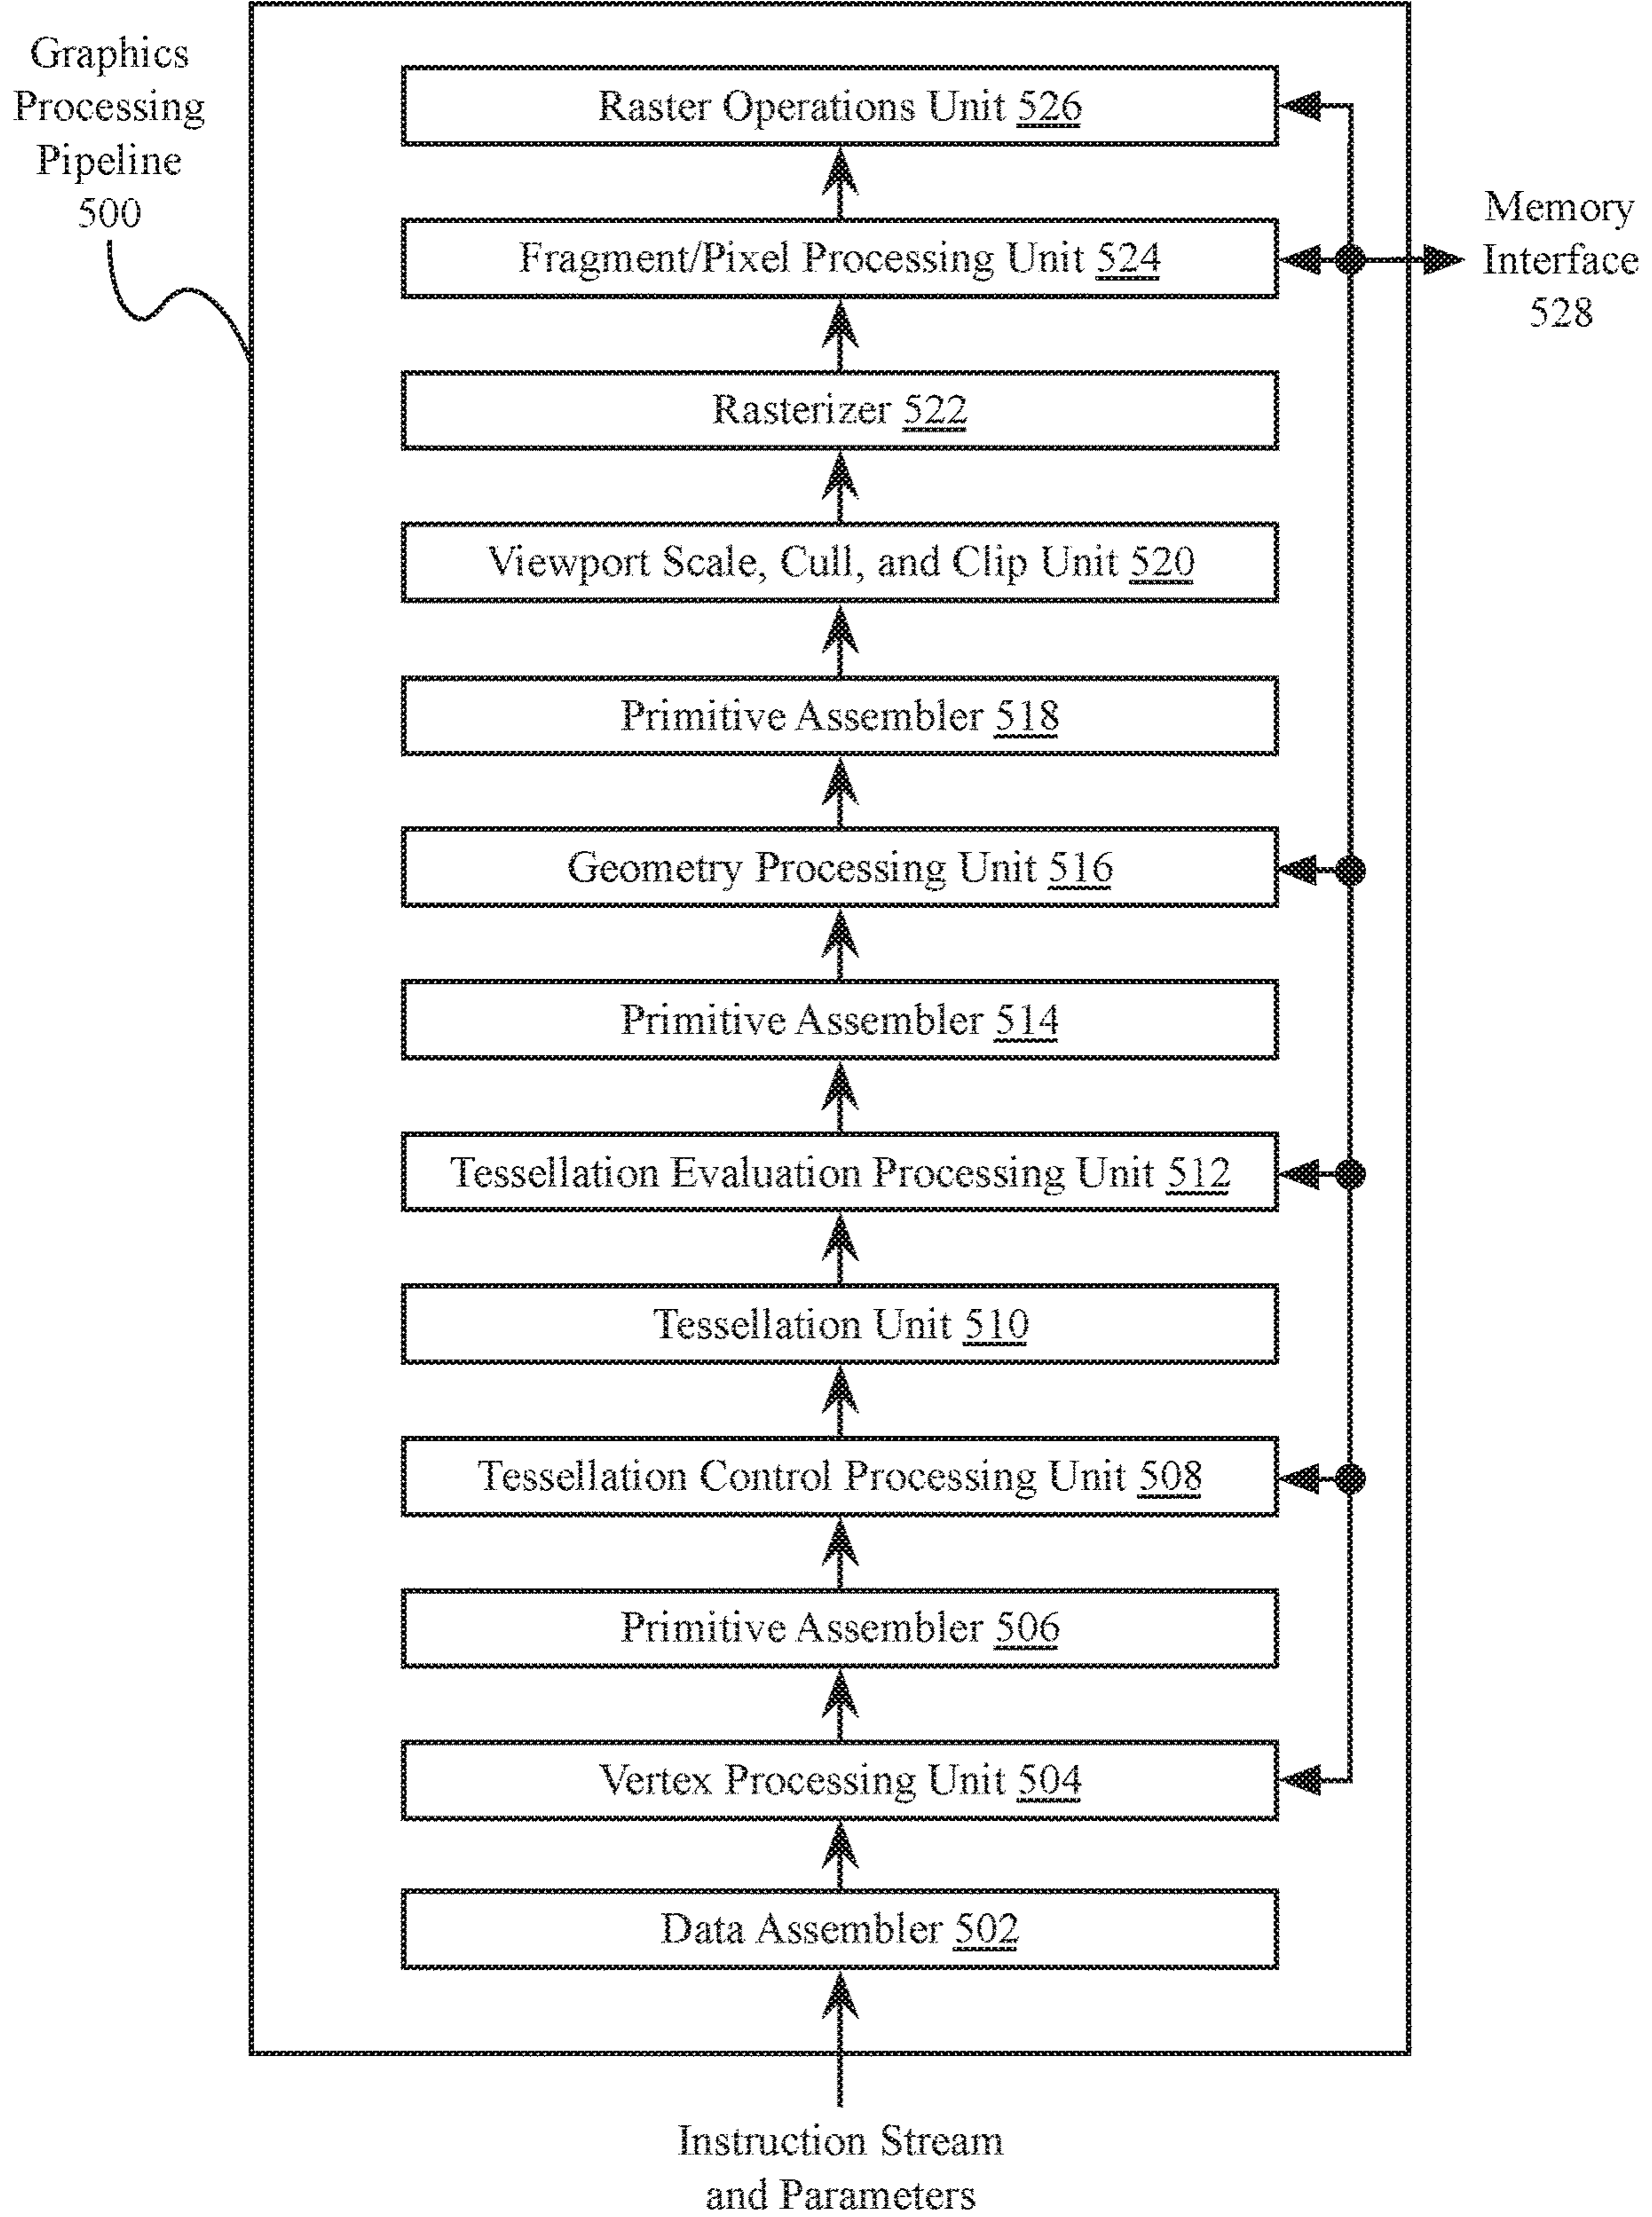 Graphics
Processing
Pipeline
500
Raster Operations Unit 526
Fragment/Pixel Processing Unit 524
Memory
Interface
528
Rasterizer 522
Viewport Scale, Cull, and Clip Unit 520
Primitive Assembler 518
Geometry Processing Unit 516
Primitive Assembler 514
Tessellation Evaluation Processing Unit 512
Tessellation Unit 510
Tessellation Control Processing Unit 508
Primitive Assembler 506
Vertex Processing Unit 504
Data Assembler 502
Instruction Stream
and Parameters